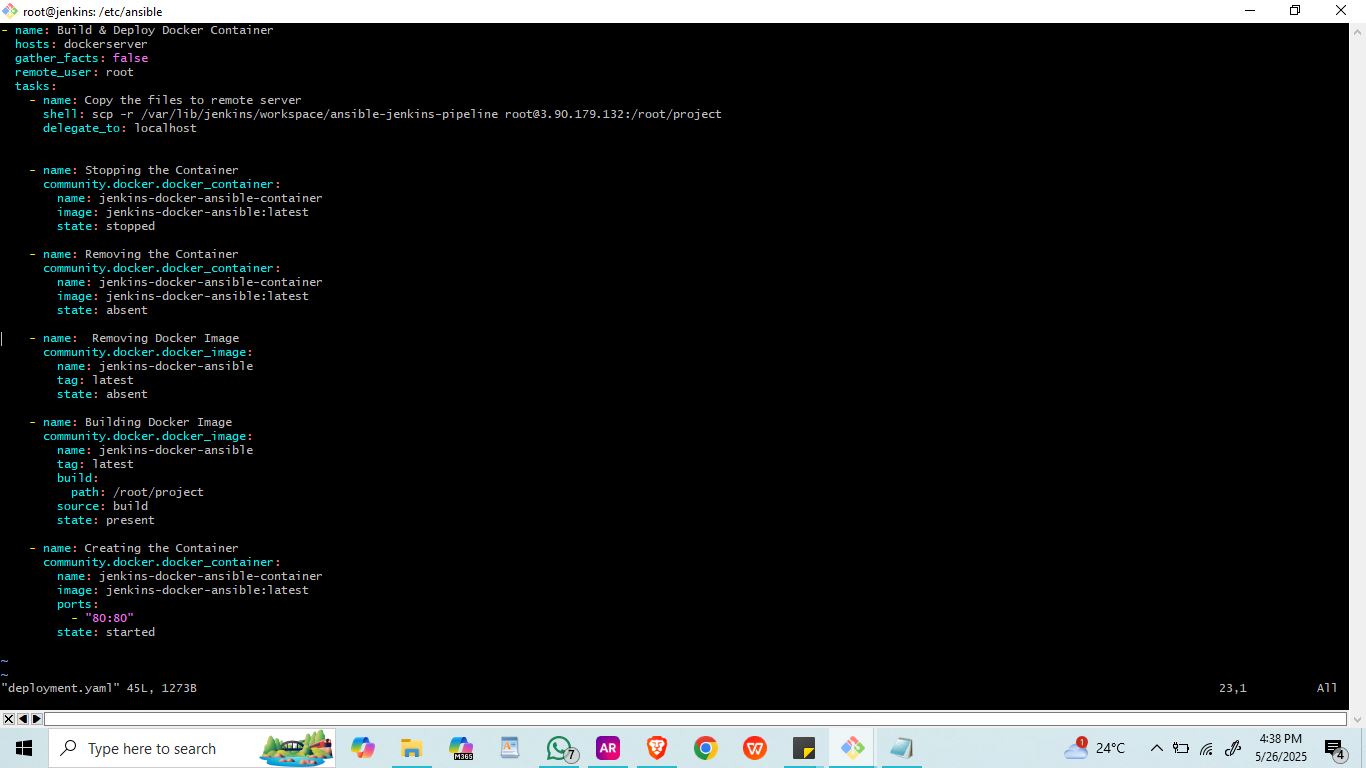 root@jenkins: /etc/ansible
- name: Build & Deploy Docker Container
  hosts: dockerserver
  gather_facts: false
  remote_user: root
  tasks:
    - name: Copy the files to remote server
      shell: scp -r /var/lib/jenkins/workspace/ansible-jenkins-pipeline root@3.90.179.132:/root/project
      delegate_to: localhost
    - name: Stopping the Container
      community.docker.docker_container:
        name: jenkins-docker-ansible-container
        image: jenkins-docker-ansible:latest
        state: stopped
    - name: Removing the Container
      community.docker.docker_container:
        name: jenkins-docker-ansible-container
        image: jenkins-docker-ansible:latest
        state: absent
    - name:  Removing Docker Image
      community.docker.docker_image:
        name: jenkins-docker-ansible
        tag: latest
        state: absent
    - name: Building Docker Image
      community.docker.docker_image:
        name: jenkins-docker-ansible
        tag: latest
        build:
          path: /root/project
        source: build
        state: present
    - name: Creating the Container
      community.docker.docker_container:
        name: jenkins-docker-ansible-container
        image: jenkins-docker-ansible:latest
        ports:
          - "80:80"
        state: started
~
~
"deployment.yaml" 45L, 1273B 23,1 All
Type here to search M365 7 AR 1 24°C 4:38 PM
5/26/2025 4